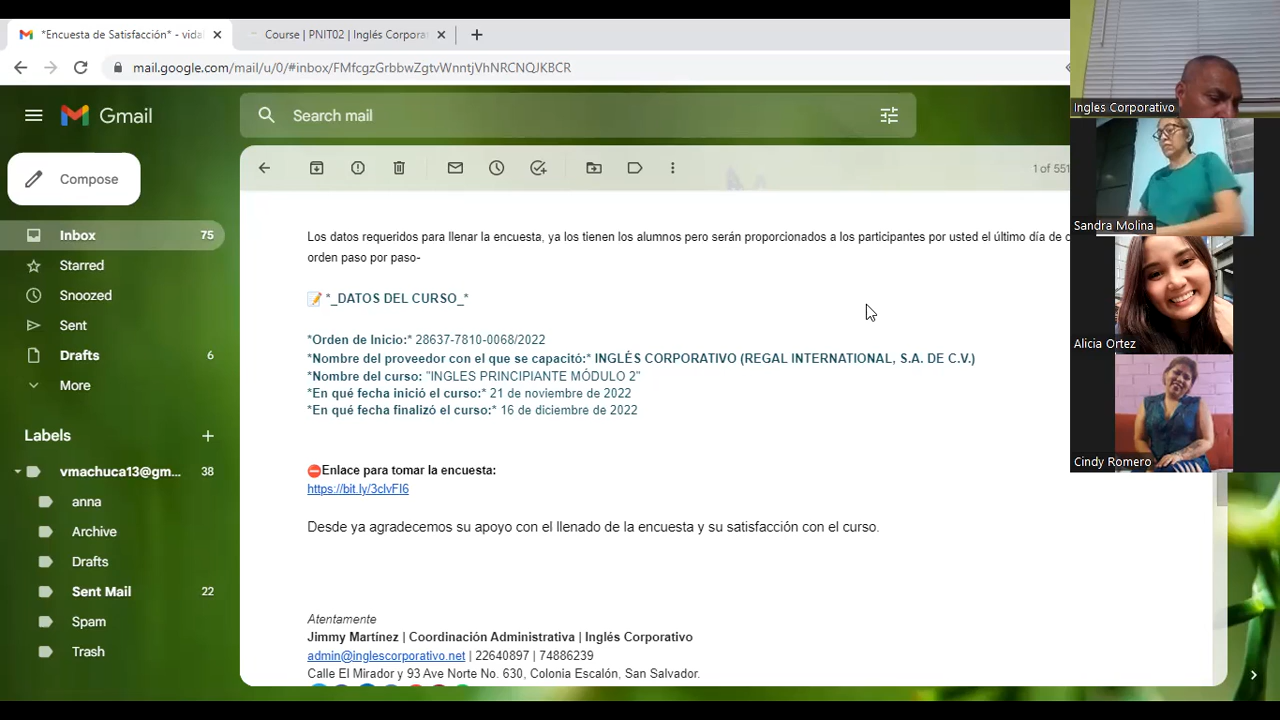 *Encuesta de Satisfacción* - vida
Course | PNIT02 | Inglés Corpora
mail.google.com/mail/u/0/#inbox/FMfcgzGrbbwZgtvWnntjVhNRCNQJKBCR
Gmail
Search mail
Compose
1 of 551
Inbox 75
Starred
Snoozed
Sent
Drafts 6
More
Labels
vmachuca13@gm... 38
anna
Archive
Drafts
Sent Mail 22
Spam
Trash
Los datos requeridos para llenar la encuesta, ya los tienen los alumnos pero serán proporcionados a los participantes por usted el último día de c
orden paso por paso-
*_DATOS DEL CURSO_*
*Orden de Inicio:* 28637-7810-0068/2022
*Nombre del proveedor con el que se capacitó:* INGLÉS CORPORATIVO (REGAL INTERNATIONAL, S.A. DE C.V.)
*Nombre del curso: "INGLES PRINCIPIANTE MÓDULO 2"
*En qué fecha inició el curso:* 21 de noviembre de 2022
*En qué fecha finalizó el curso:* 16 de diciembre de 2022
Enlace para tomar la encuesta:
https://bit.ly/3clvFI6
Desde ya agradecemos su apoyo con el llenado de la encuesta y su satisfacción con el curso.
Atentamente
Jimmy Martínez | Coordinación Administrativa | Inglés Corporativo
admin@inglescorporativo.net | 22640897 | 74886239
Calle El Mirador y 93 Ave Norte No. 630, Colonia Escalón, San Salvador.
Ingles Corporativo
Sandra Molina
Alicia Ortez
Cindy Romero